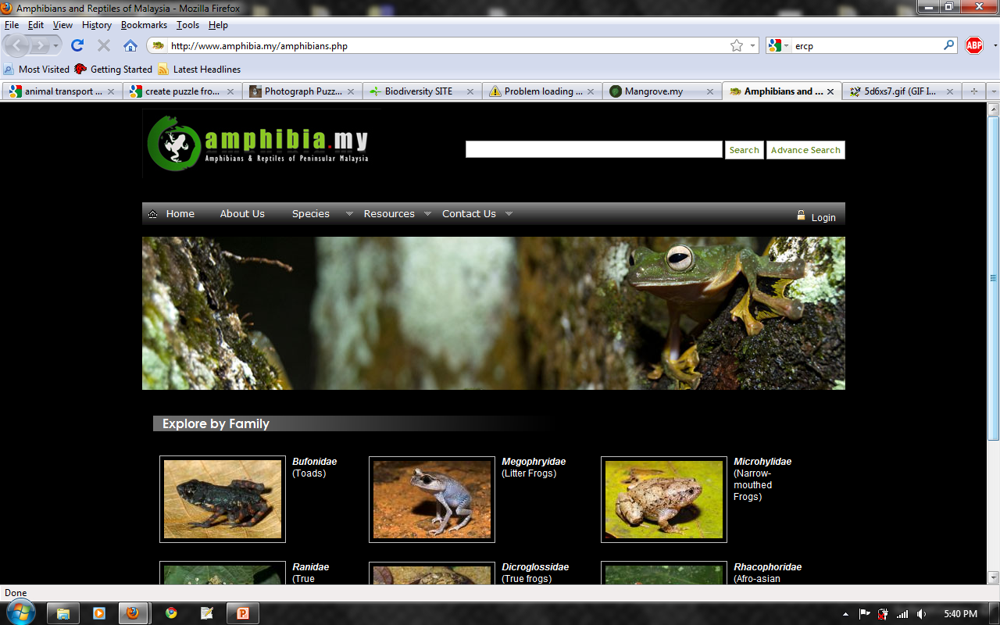 Amphibians and Reptiles of Malaysia - Mozilla Firefox
File Edit View History Bookmarks Tools Help
http://www.amphibia.my/amphibians.php
ercp
ABP
Most Visited Getting Started Latest Headlines
animal transport ...
create puzzle fro...
Photograph Puzz...
Biodiversity SITE
Problem loading ...
Mangrove.my
Amphibians and ...
5d6xs7.gif (GIF I...
amphibia.my
Amphibians & Reptiles of Peninsular Malaysia
Search
Advance Search
Home About Us Species Resources Contact Us Login
Explore by Family
Bufonidae
(Toads)
Megophryidae
(Litter Frogs)
Microhylidae
(Narrow-
mouthed
Frogs)
Ranidae
(True
Dicroglossidae
(True frogs)
Rhacophoridae
(Afro-asian
Done
5:40 PM